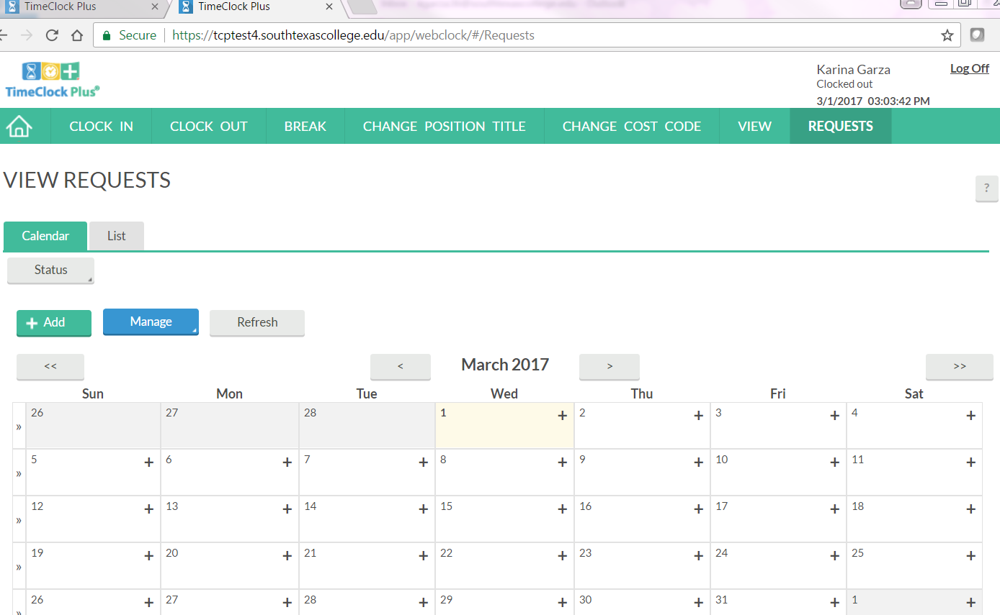 TimeClock Plus TimeClock Plus
Secure https://tcptest4.southtexascollege.edu/app/webclock/#/Requests
TimeClock Plus®
Karina Garza Log Off
Clocked out
3/1/2017 03:03:42 PM
CLOCK IN CLOCK OUT BREAK CHANGE POSITION TITLE CHANGE COST CODE VIEW REQUESTS
VIEW REQUESTS
?
Calendar List
Status
+ Add Manage Refresh
<< < March 2017 > >>
Sun Mon Tue Wed Thu Fri Sat
» 26 27 28 1 + 2 + 3 + 4 +
» 5 + 6 + 7 + 8 + 9 + 10 + 11 +
» 12 + 13 + 14 + 15 + 16 + 17 + 18 +
» 19 + 20 + 21 + 22 + 23 + 24 + 25 +
» 26 + 27 + 28 + 29 + 30 + 31 + 1 +